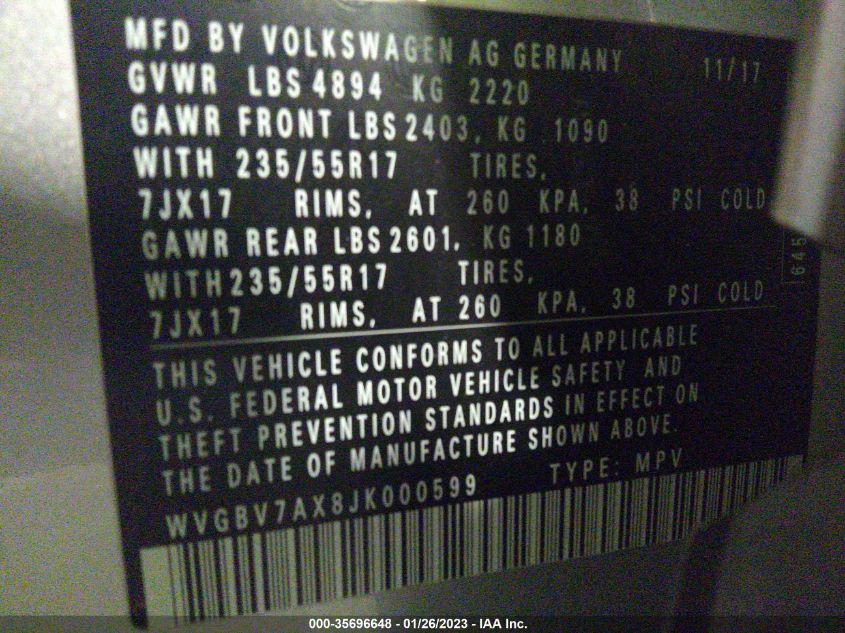 MFD BY VOLKSWAGEN AG GERMANY 11/17
GVWR LBS 4894 KG 2220
GAWR FRONT LBS 2403, KG 1090
WITH 235/55R17 TIRES,
7JX17 RIMS, AT 260 KPA, 38 PSI COLD
GAWR REAR LBS 2601, KG 1180
WITH 235/55R17 TIRES,
7JX17 RIMS, AT 260 KPA, 38 PSI COLD
645
THIS VEHICLE CONFORMS TO ALL APPLICABLE
U.S. FEDERAL MOTOR VEHICLE SAFETY AND
THEFT PREVENTION STANDARDS IN EFFECT ON
THE DATE OF MANUFACTURE SHOWN ABOVE.
WVGBV7AX8JK000599 TYPE: MPV
000-35696648 - 01/26/2023 - IAA Inc.